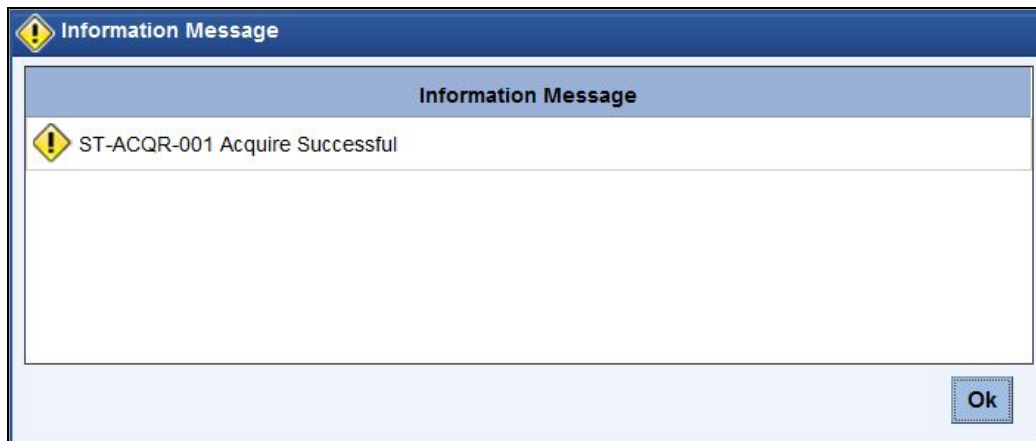 Information Message
Information Message
ST-ACQR-001 Acquire Successful
Ok